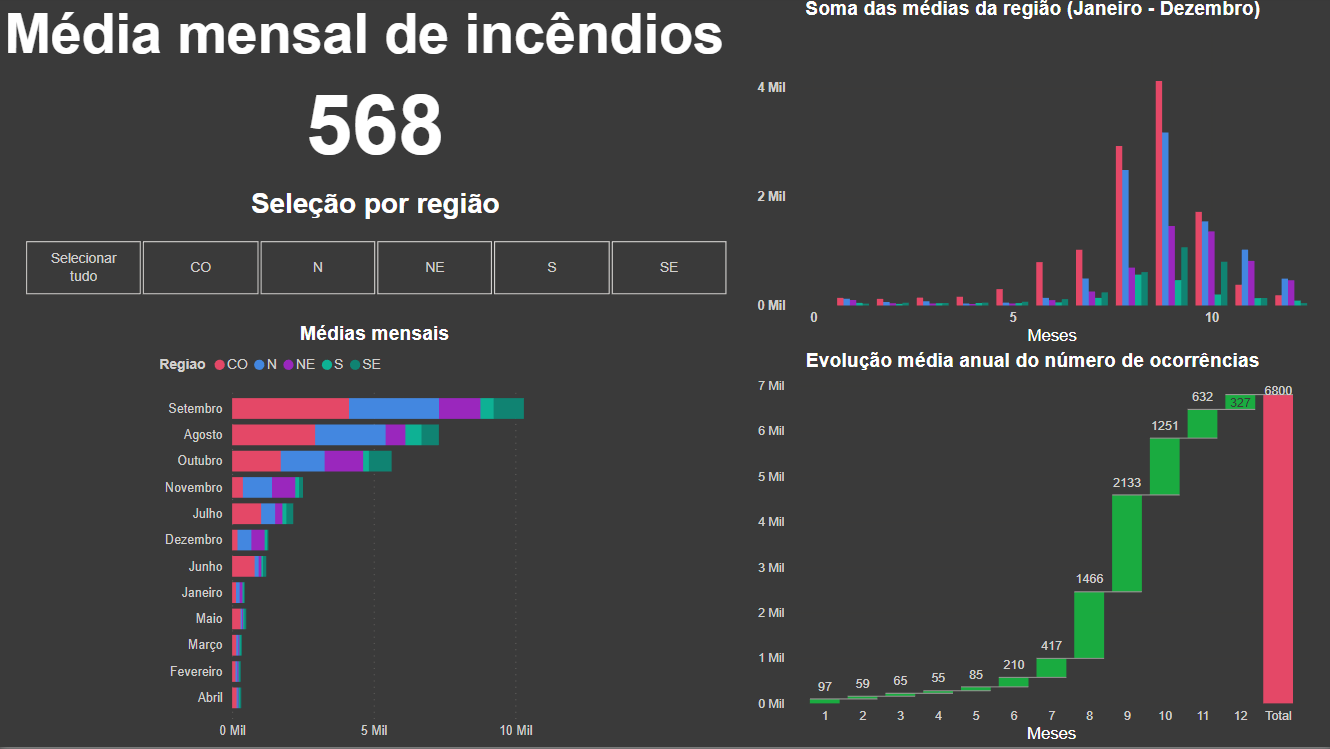 Média mensal de incêndios
568
Seleção por região
Selecionar
tudo
CO
N
NE
S
SE
Médias mensais
Regiao CO N NE S SE
Setembro
Agosto
Outubro
Novembro
Julho
Dezembro
Junho
Janeiro
Maio
Março
Fevereiro
Abril
0 Mil 5 Mil 10 Mil
Soma das médias da região (Janeiro - Dezembro)
4 Mil
2 Mil
0 Mil
0 5 10
Meses
Evolução média anual do número de ocorrências
7 Mil
6 Mil
5 Mil
4 Mil
3 Mil
2 Mil
1 Mil
0 Mil
97 59 65 55 85 210 417 1466 2133 1251 632 327 6800
1 2 3 4 5 6 7 8 9 10 11 12 Total
Meses